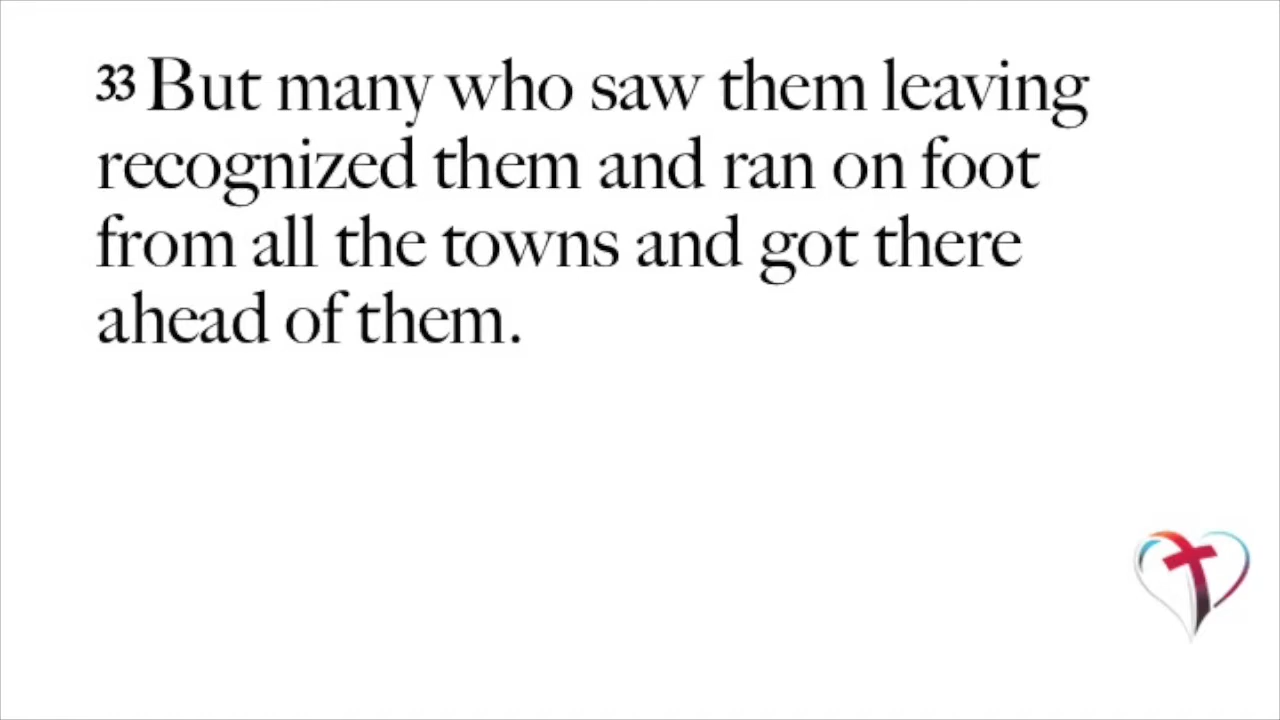 33 But many who saw them leaving
recognized them and ran on foot
from all the towns and got there
ahead of them.